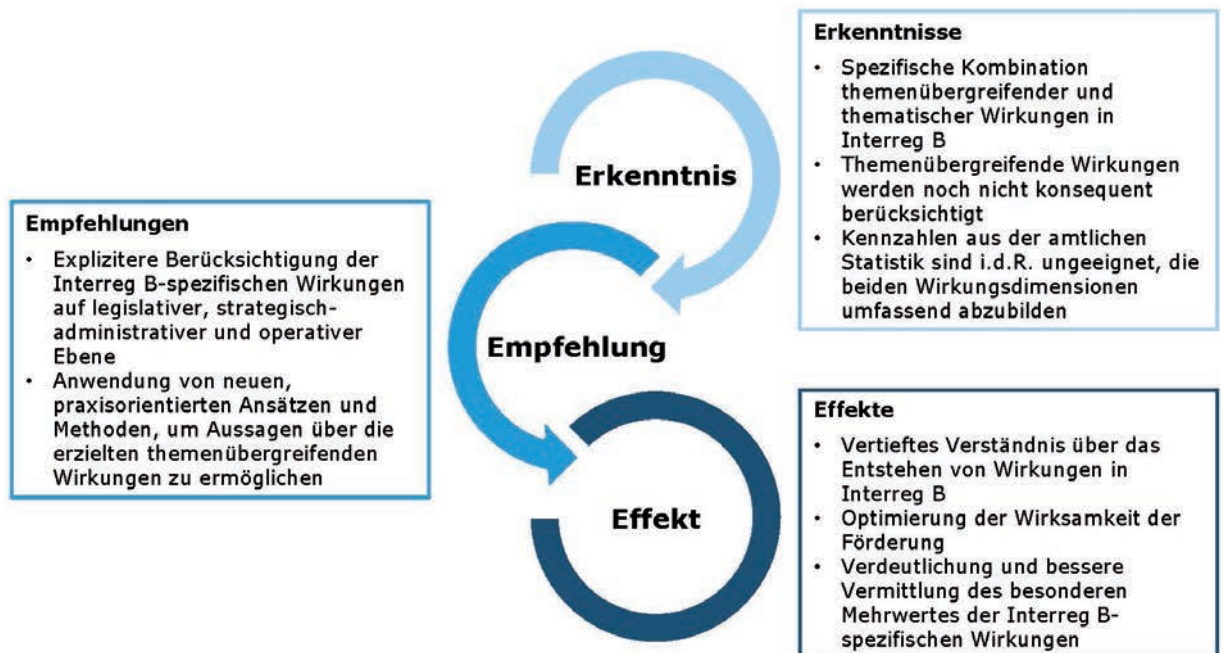 Erkenntnisse
• Spezifische Kombination
themenübergreifender und
thematischer Wirkungen in
Interreg B
• Themenübergreifende Wirkungen
werden noch nicht konsequent
berücksichtigt
• Kennzahlen aus der amtlichen
Statistik sind i.d.R. ungeeignet, die
beiden Wirkungsdimensionen
umfassend abzubilden
Erkenntnis
Empfehlungen
• Explizitere Berücksichtigung der
Interreg B-spezifischen Wirkungen
auf legislativer, strategisch-
administrativer und operativer
Ebene
• Anwendung von neuen,
praxisorientierten Ansätzen und
Methoden, um Aussagen über die
erzielten themenübergreifenden
Wirkungen zu ermöglichen
Empfehlung
Effekt
Effekte
• Vertieftes Verständnis über das
Entstehen von Wirkungen in
Interreg B
• Optimierung der Wirksamkeit der
Förderung
• Verdeutlichung und bessere
Vermittlung des besonderen
Mehrwertes der Interreg B-
spezifischen Wirkungen